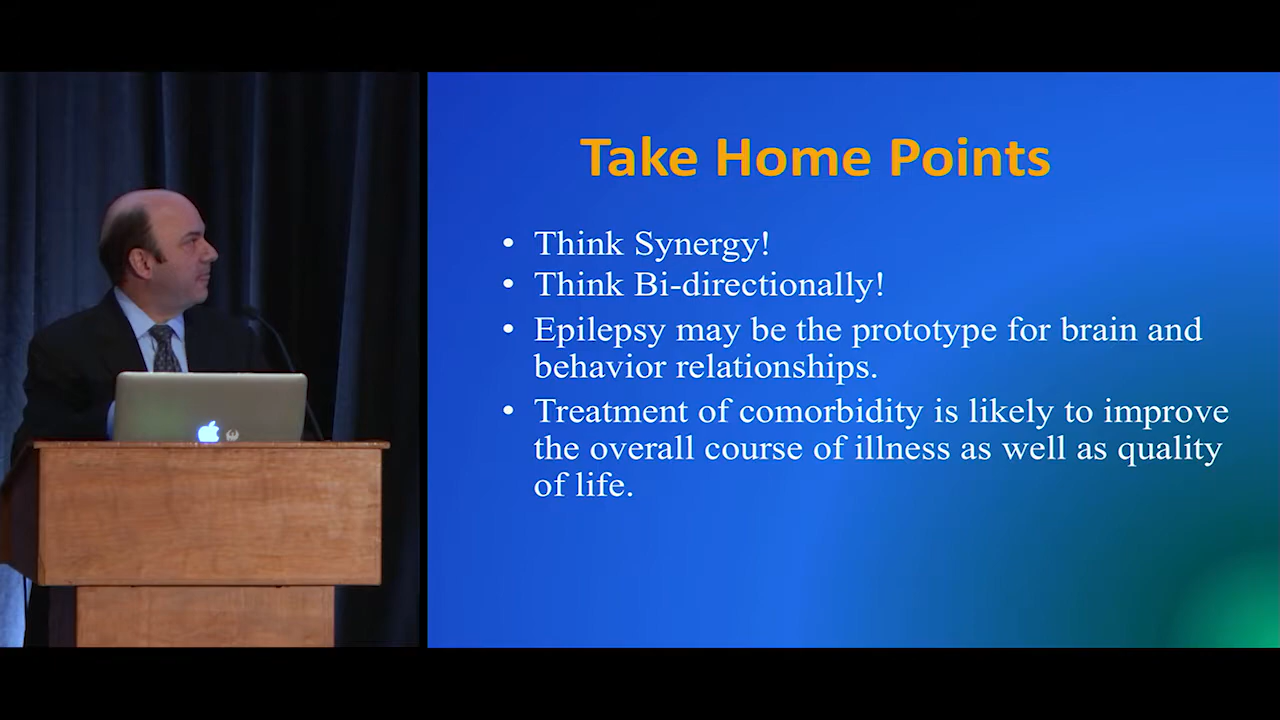 Take Home Points
• Think Synergy!
• Think Bi-directionally!
• Epilepsy may be the prototype for brain and
behavior relationships.
• Treatment of comorbidity is likely to improve
the overall course of illness as well as quality
of life.